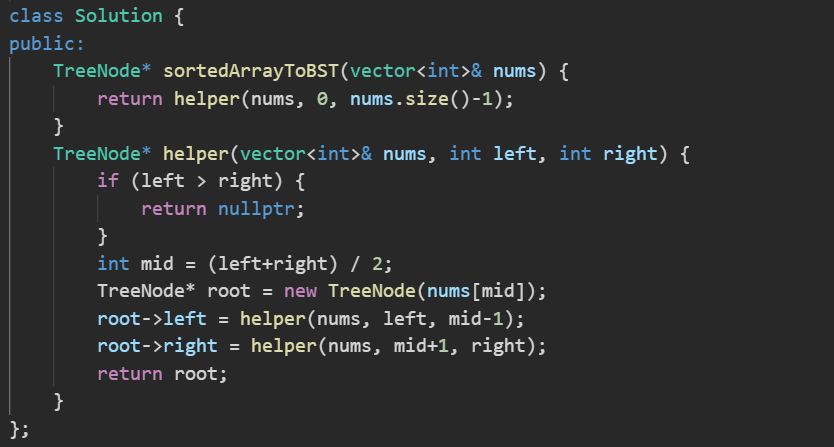 class Solution {
public:
    TreeNode* sortedArrayToBST(vector<int>& nums) {
        return helper(nums, 0, nums.size()-1);
    }
    TreeNode* helper(vector<int>& nums, int left, int right) {
        if (left > right) {
            return nullptr;
        }
        int mid = (left+right) / 2;
        TreeNode* root = new TreeNode(nums[mid]);
        root->left = helper(nums, left, mid-1);
        root->right = helper(nums, mid+1, right);
        return root;
    }
};